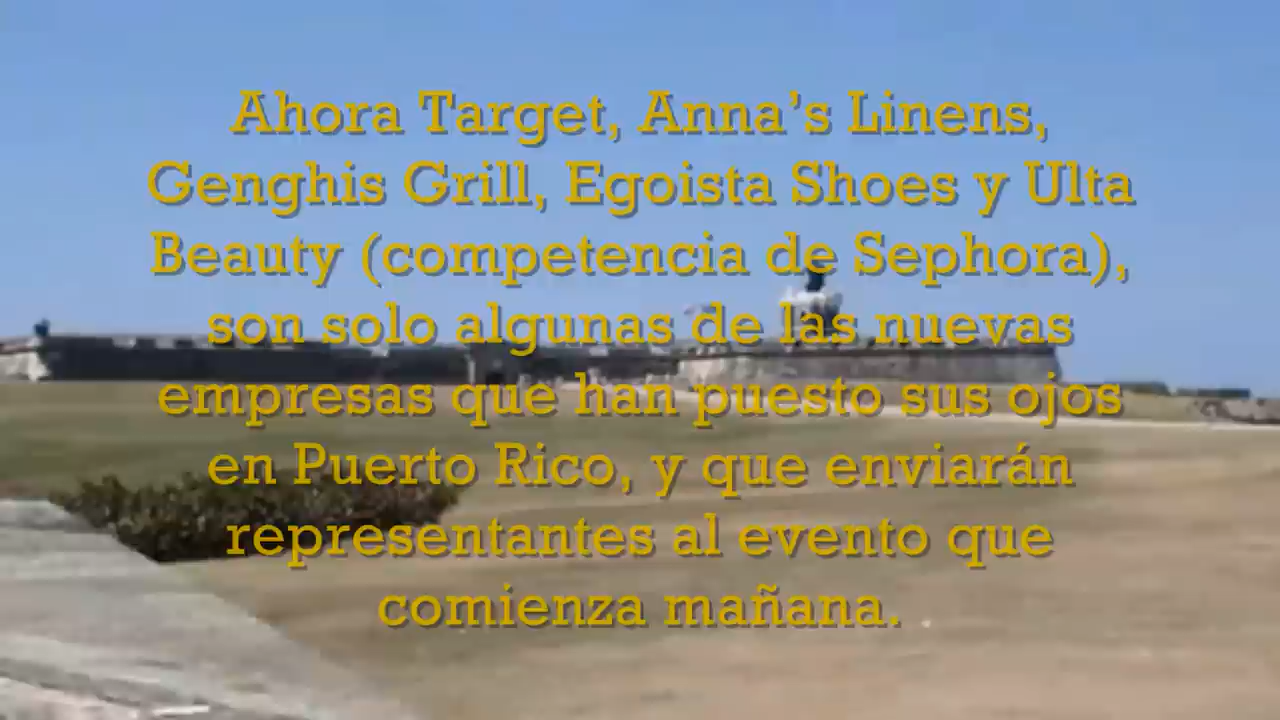 Ahora Target, Anna’s Linens,
Genghis Grill, Egoista Shoes y Ulta
Beauty (competencia de Sephora),
son solo algunas de las nuevas
empresas que han puesto sus ojos
en Puerto Rico, y que enviarán
representantes al evento que
comienza mañana.